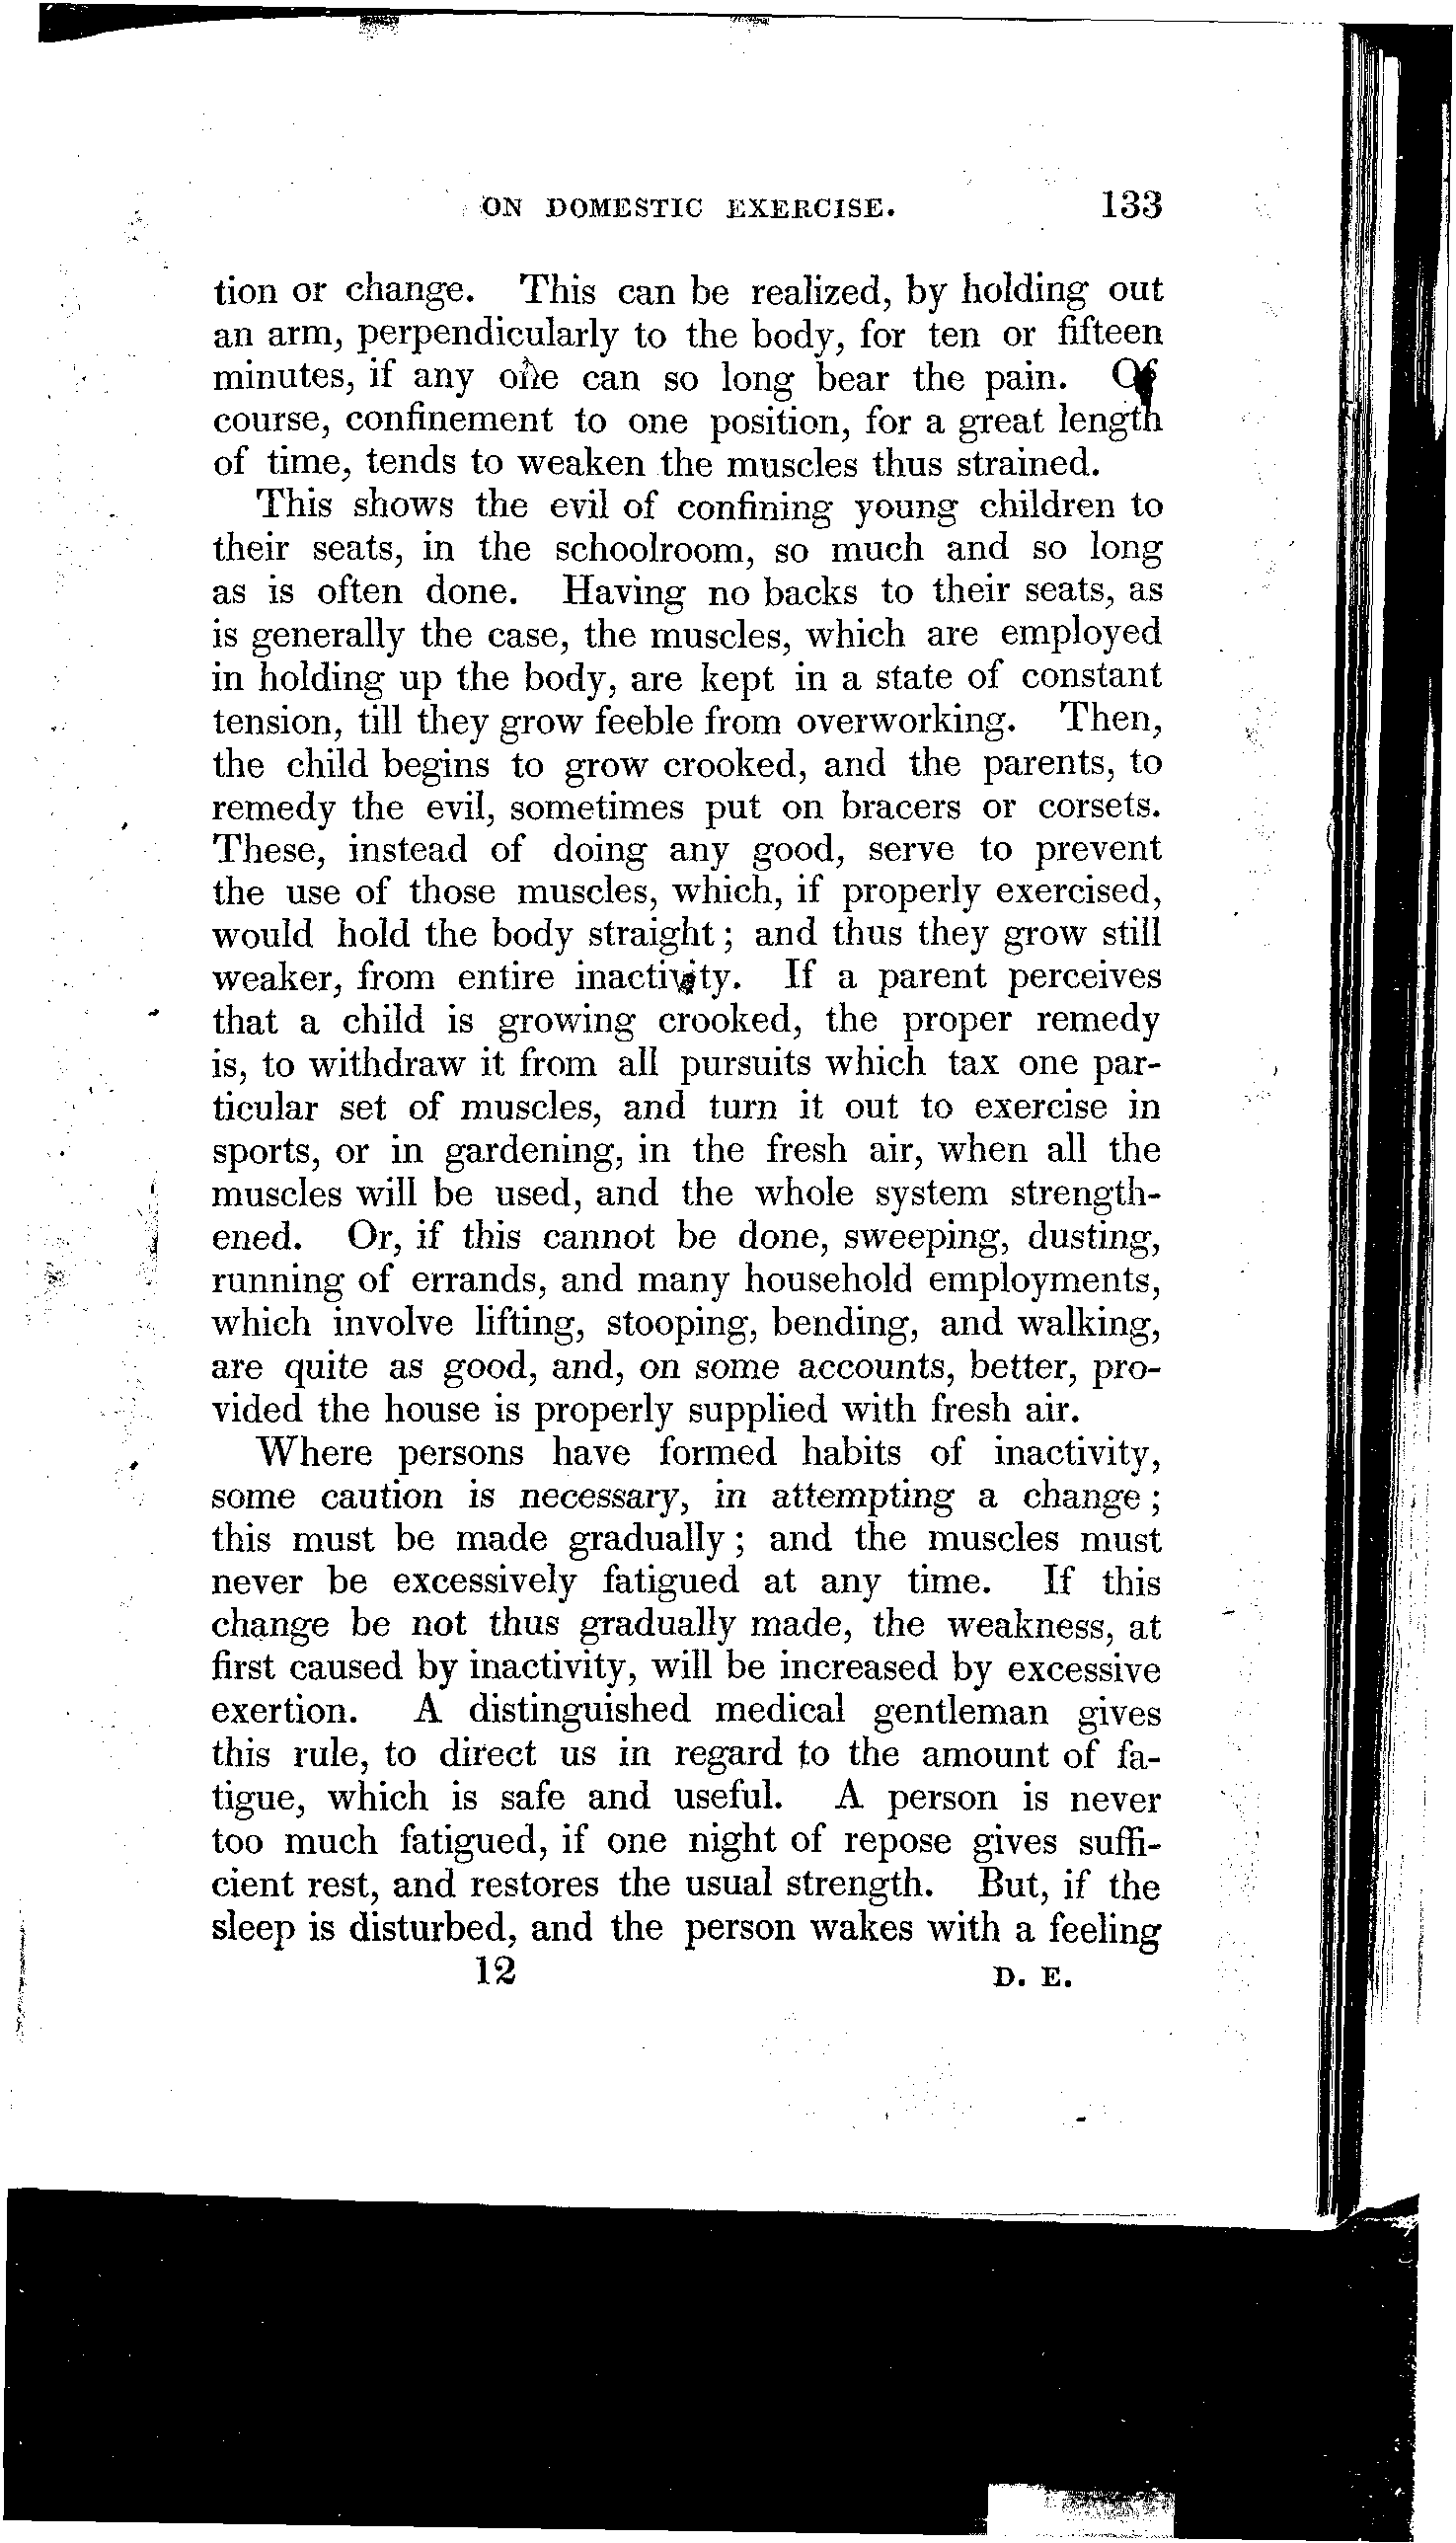 ON DOMESTIC EXERCISE. 133
tion or change. This can be realized, by holding out
an arm, perpendicularly to the body, for ten or fifteen
minutes, if any one can so long bear the pain. Of
course, confinement to one position, for a great length
of time, tends to weaken the muscles thus strained.
This shows the evil of confining young children to
their seats, in the schoolroom, so much and so long
as is often done. Having no backs to their seats, as
is generally the case, the muscles, which are employed
in holding up the body, are kept in a state of constant
tension, till they grow feeble from overworking. Then,
the child begins to grow crooked, and the parents, to
remedy the evil, sometimes put on bracers or corsets.
These, instead of doing any good, serve to prevent
the use of those muscles, which, if properly exercised,
would hold the body straight; and thus they grow still
weaker, from entire inactivity. If a parent perceives
that a child is growing crooked, the proper remedy
is, to withdraw it from all pursuits which tax one par-
ticular set of muscles, and turn it out to exercise in
sports, or in gardening, in the fresh air, when all the
muscles will be used, and the whole system strength-
ened. Or, if this cannot be done, sweeping, dusting,
running of errands, and many household employments,
which involve lifting, stooping, bending, and walking,
are quite as good, and, on some accounts, better, pro-
vided the house is properly supplied with fresh air.
Where persons have formed habits of inactivity,
some caution is necessary, in attempting a change;
this must be made gradually; and the muscles must
never be excessively fatigued at any time. If this
change be not thus gradually made, the weakness, at
first caused by inactivity, will be increased by excessive
exertion. A distinguished medical gentleman gives
this rule, to direct us in regard to the amount of fa-
tigue, which is safe and useful. A person is never
too much fatigued, if one night of repose gives suffi-
cient rest, and restores the usual strength. But, if the
sleep is disturbed, and the person wakes with a feeling
12 D. E.